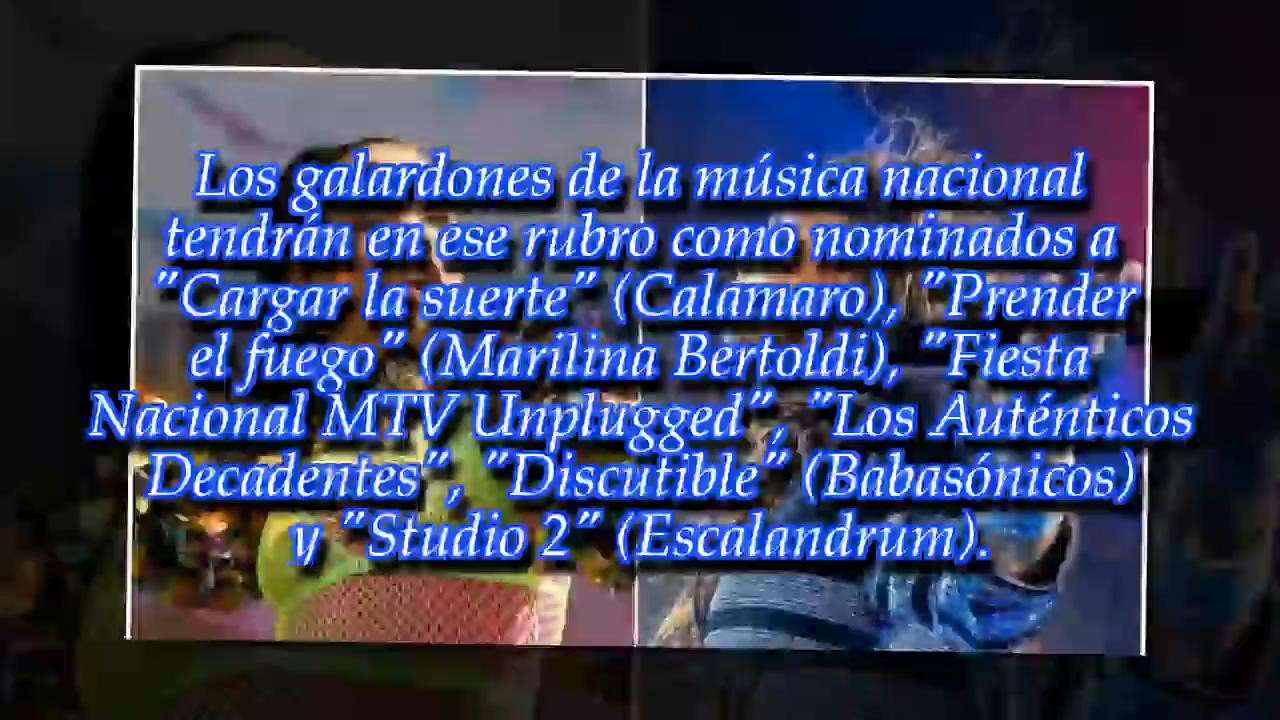 Los galardones de la música nacional
tendrán en ese rubro como nominados a
"Cargar la suerte" (Calamaro), "Prender
el fuego" (Marilina Bertoldi), "Fiesta
Nacional MTV Unplugged", "Los Auténticos
Decadentes", "Discutible" (Babasónicos)
y "Studio 2" (Escalandrum).